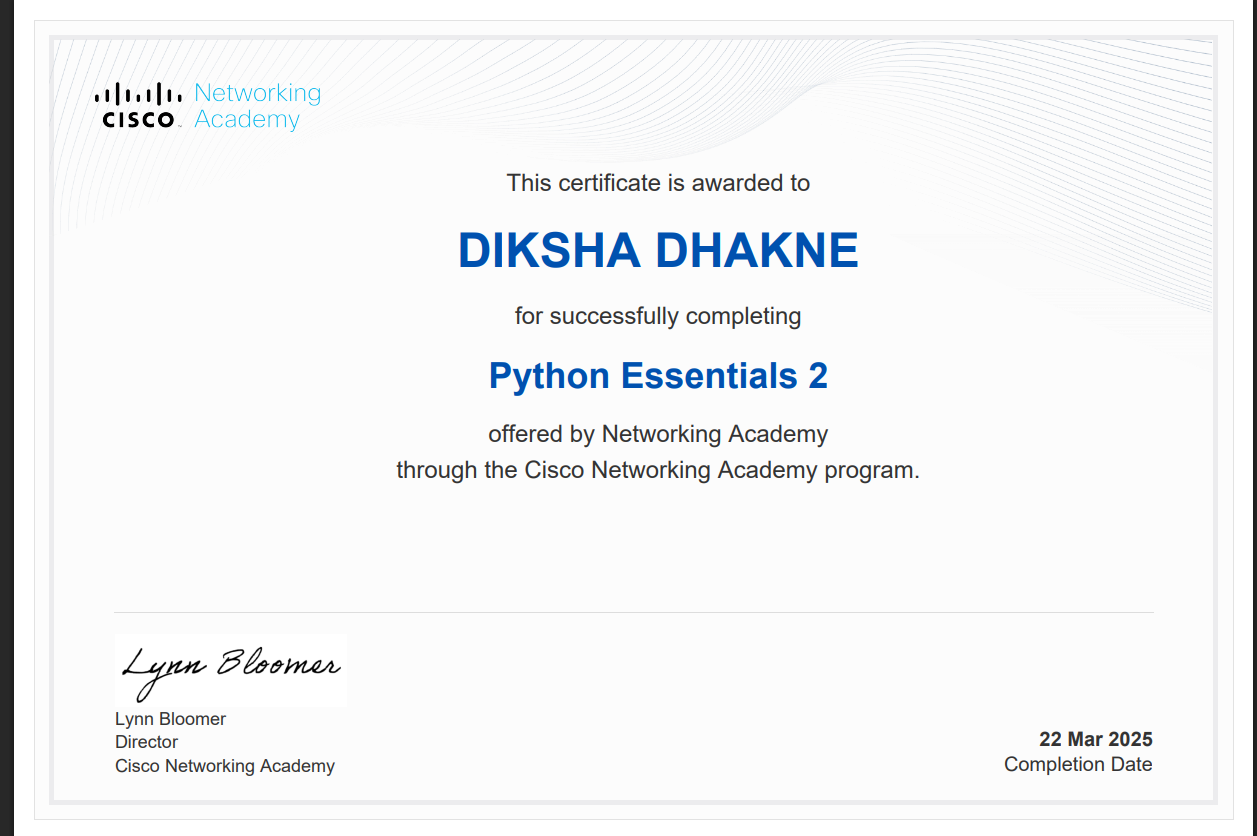 CISCO
Networking
Academy
This certificate is awarded to
DIKSHA DHAKNE
for successfully completing
Python Essentials 2
offered by Networking Academy
through the Cisco Networking Academy program.
Lynn Bloomer
Lynn Bloomer
Director
Cisco Networking Academy
22 Mar 2025
Completion Date